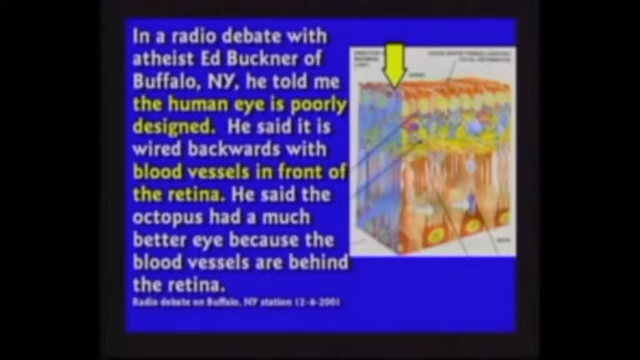 In a radio debate with
atheist Ed Buckner of
Buffalo, NY, he told me
the human eye is poorly
designed. He said it is
wired backwards with
blood vessels in front of
the retina. He said the
octopus had a much
better eye because the
blood vessels are behind
the retina.
Radio debate on Buffalo, NY station 12-6-2001